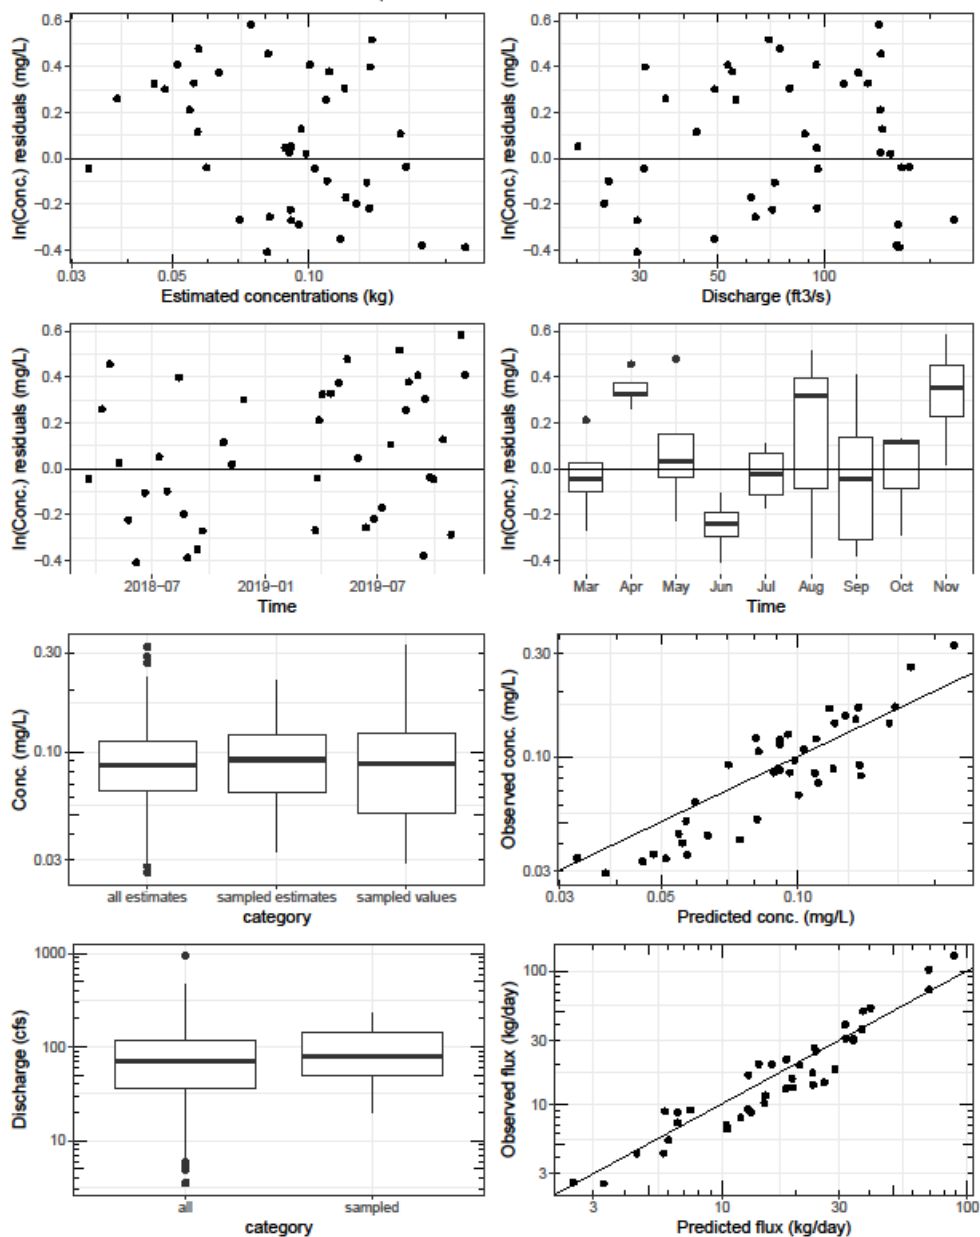 ln(Conc.) residuals (mg/L)
0.6
0.4
0.2
0.0
−0.2
−0.4
0.03
0.05
0.10
Estimated concentrations (kg)
ln(Conc.) residuals (mg/L)
0.6
0.4
0.2
0.0
−0.2
−0.4
30
50
100
Discharge (ft3/s)
ln(Conc.) residuals (mg/L)
0.6
0.4
0.2
0.0
−0.2
−0.4
2018−07
2019−01
2019−07
Time
ln(Conc.) residuals (mg/L)
0.6
0.4
0.2
0.0
−0.2
−0.4
Mar Apr May Jun Jul Aug Sep Oct Nov
Time
Conc. (mg/L)
0.30
0.10
0.03
all estimates
sampled estimates
sampled values
category
Observed conc. (mg/L)
0.30
0.10
0.03
0.03
0.05
0.10
Predicted conc. (mg/L)
Discharge (cfs)
1000
100
10
all
sampled
category
Observed flux (kg/day)
100
30
10
3
3
10
30
100
Predicted flux (kg/day)